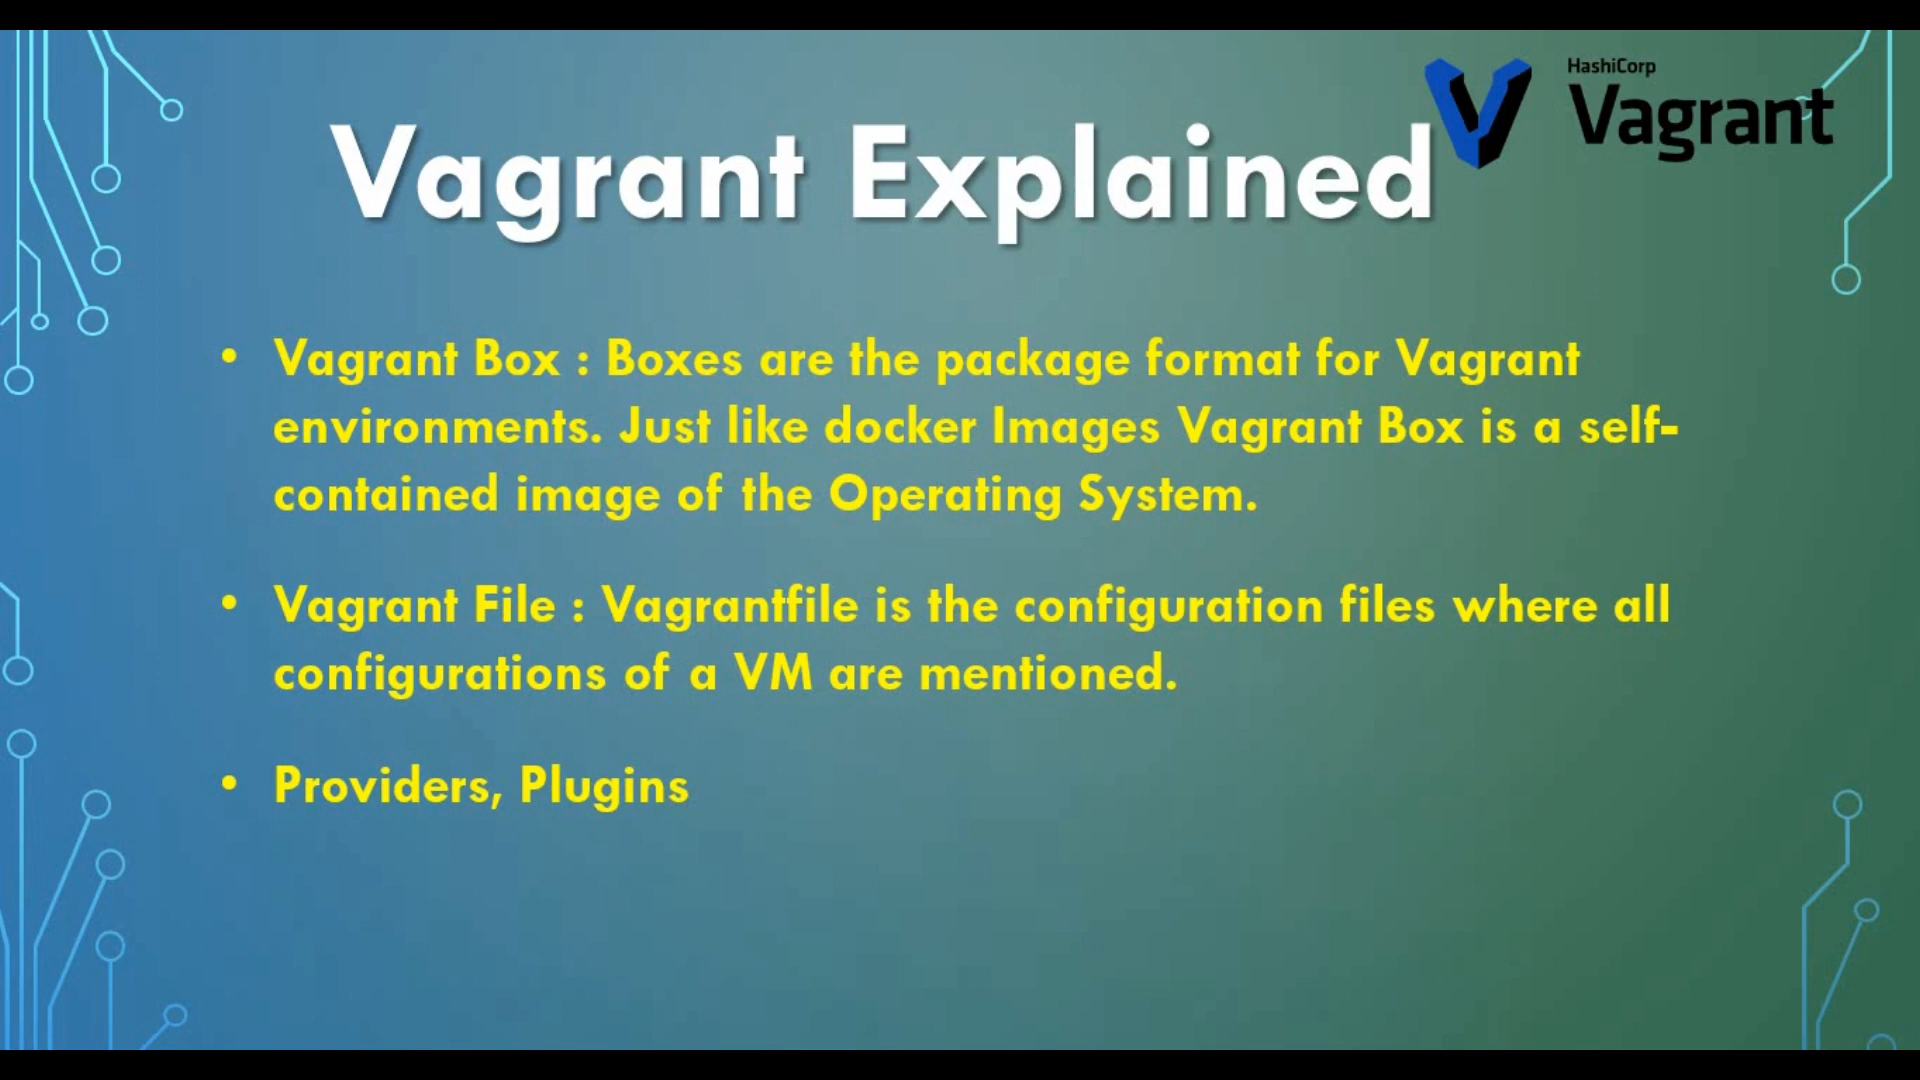 HashiCorp
Vagrant
Vagrant Explained
• Vagrant Box : Boxes are the package format for Vagrant
environments. Just like docker Images Vagrant Box is a self-
contained image of the Operating System.
• Vagrant File : Vagrantfile is the configuration files where all
configurations of a VM are mentioned.
• Providers, Plugins